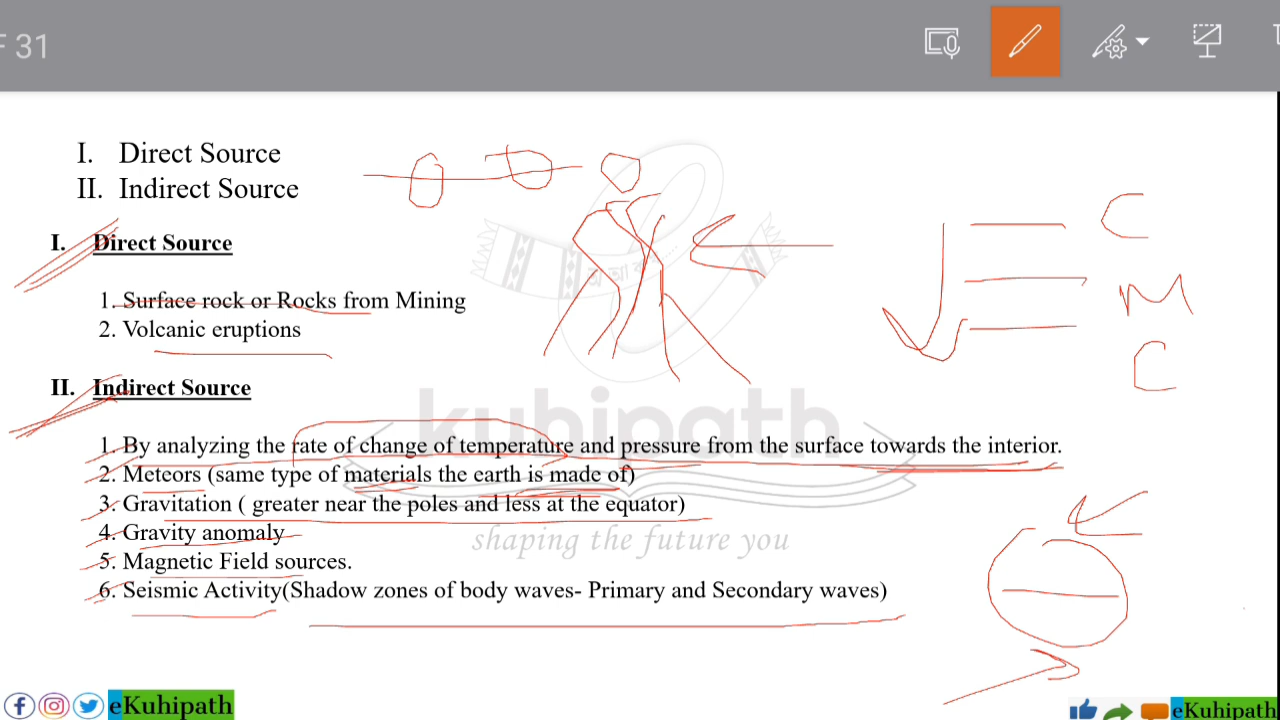 F 31
I. Direct Source
II. Indirect Source
I. Direct Source
1. Surface rock or Rocks from Mining
2. Volcanic eruptions
C
M
C
II. Indirect Source
kuhipath
1. By analyzing the rate of change of temperature and pressure from the surface towards the interior.
2. Meteors (same type of materials the earth is made of)
3. Gravitation ( greater near the poles and less at the equator)
4. Gravity anomaly
shaping the future you
5. Magnetic Field sources.
6. Seismic Activity(Shadow zones of body waves- Primary and Secondary waves)
eKuhipath
eKuhipath